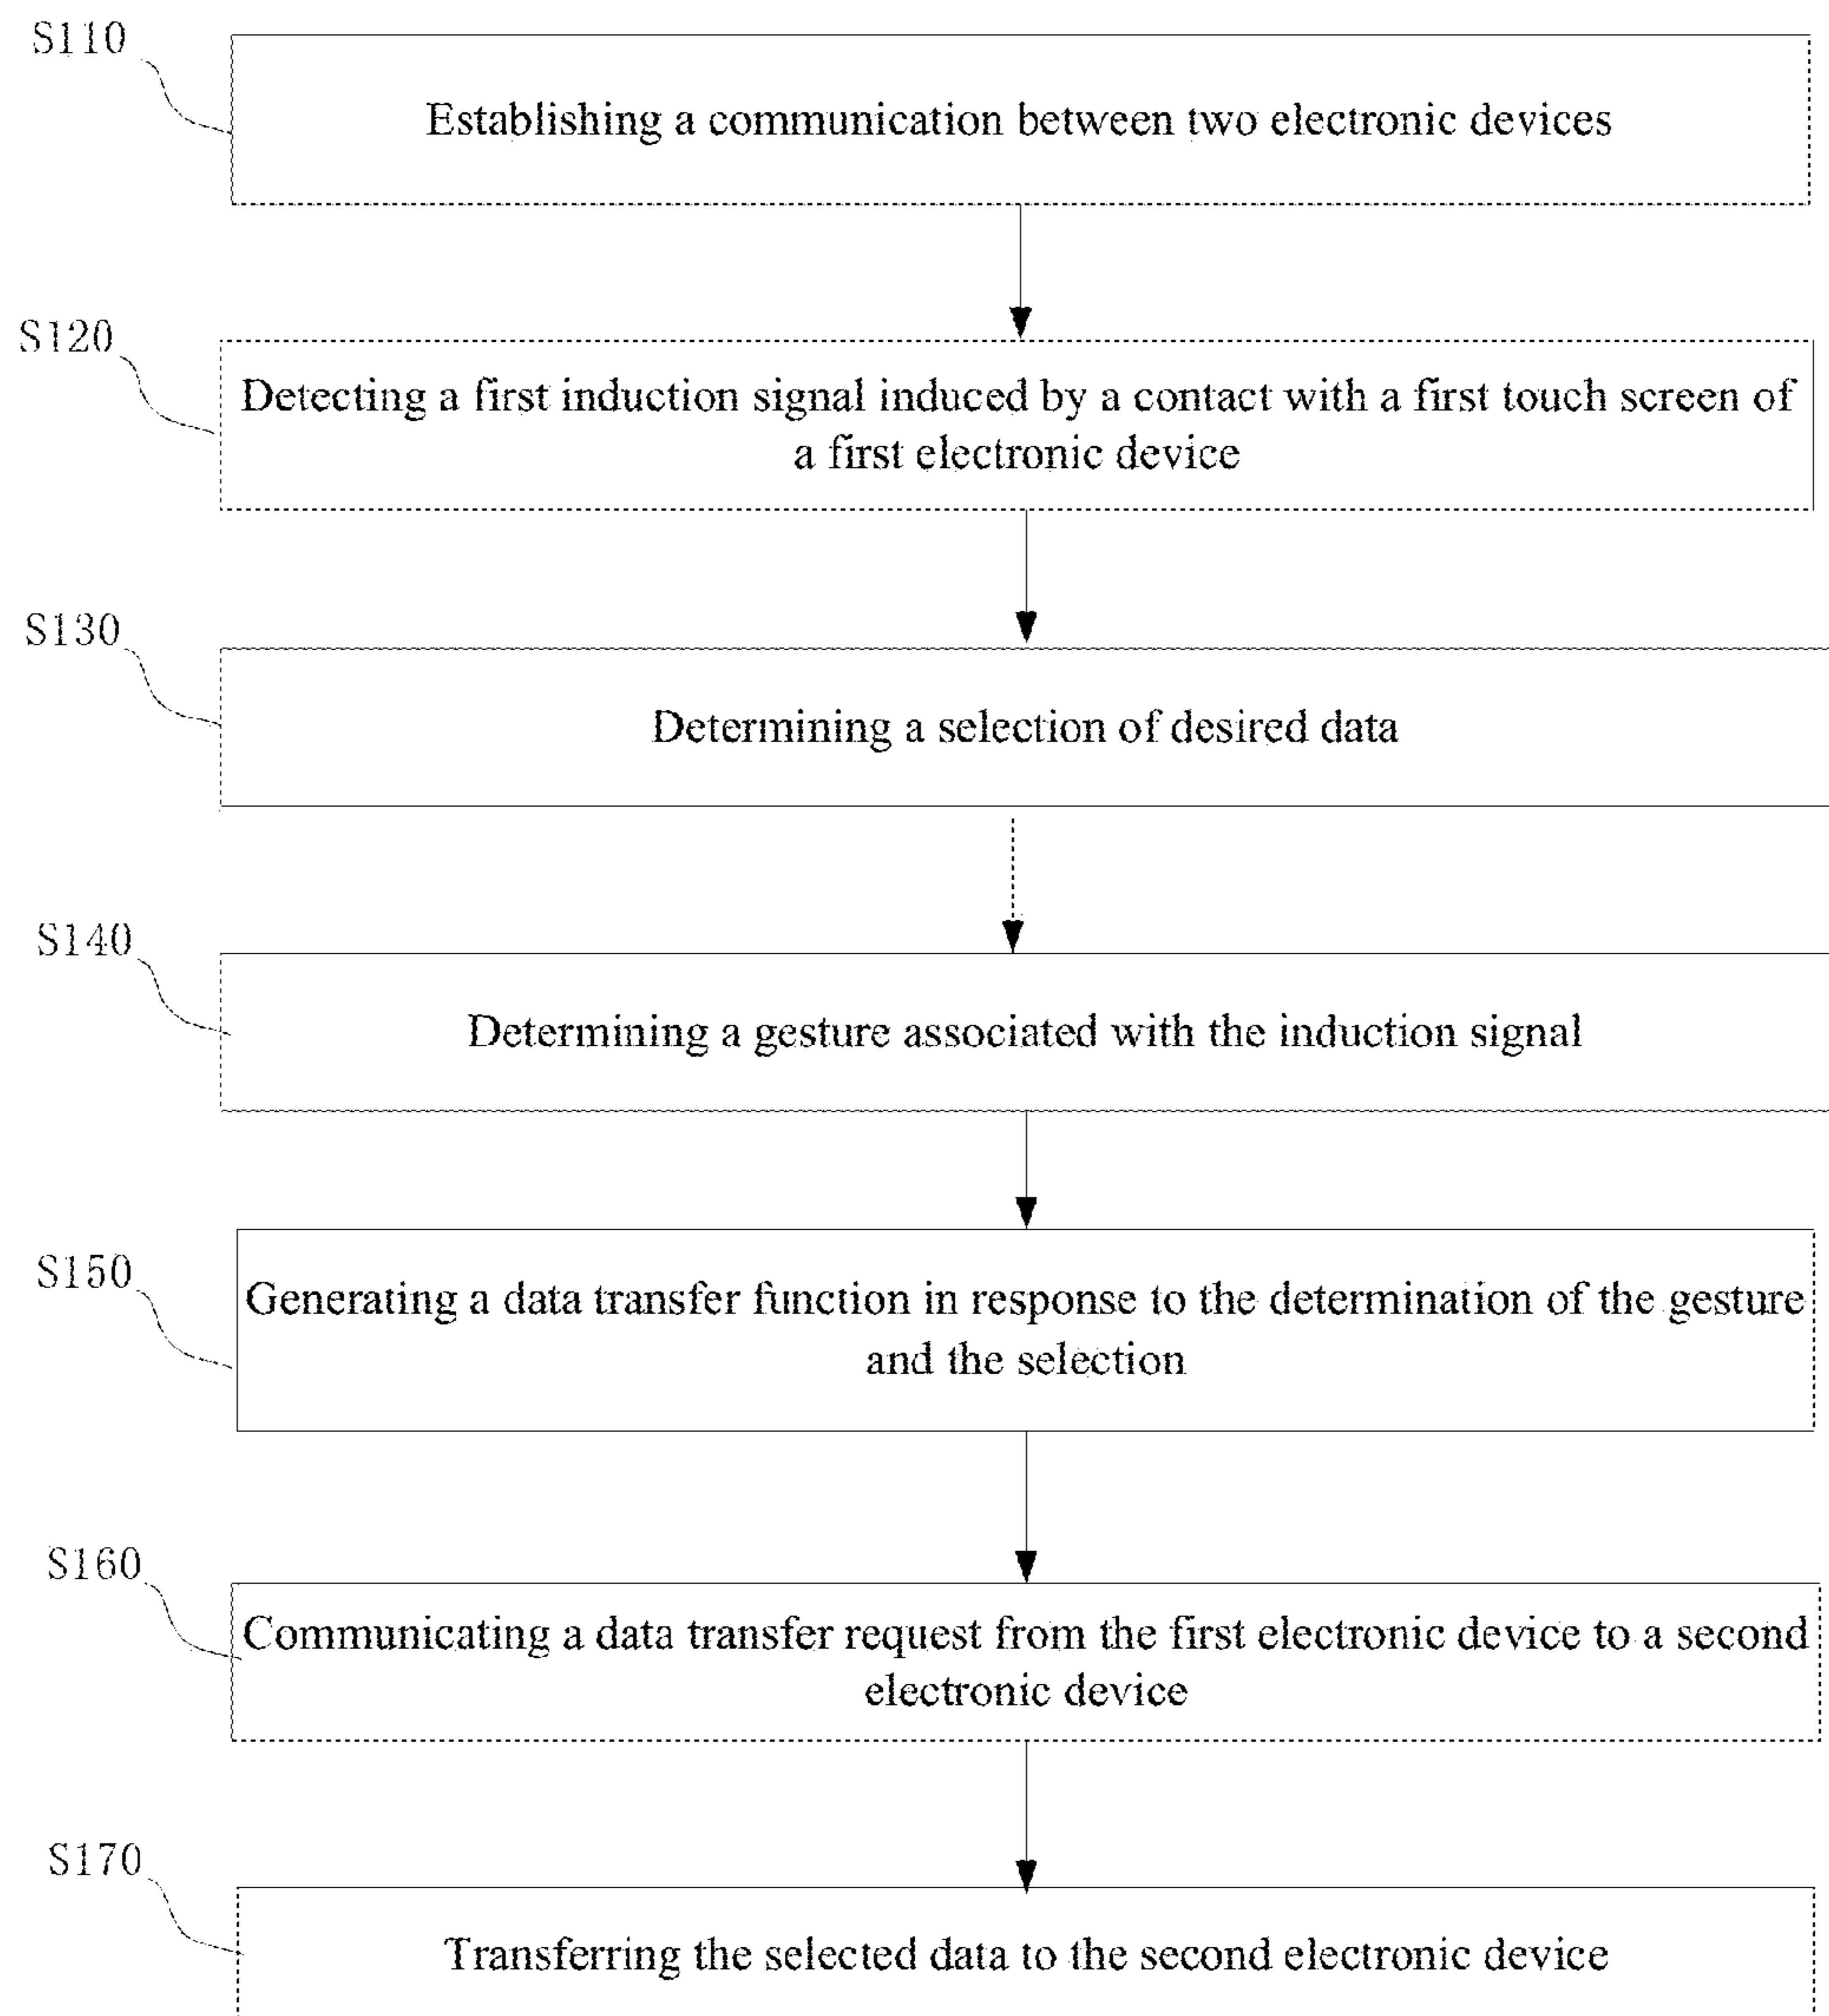 S110
Establishing a communication between two electronic devices
S120
Detecting a first induction signal induced by a contact with a first touch screen of
a first electronic device
S130
Determining a selection of desired data
S140
Determining a gesture associated with the induction signal
S150
Generating a data transfer function in response to the determination of the gesture
and the selection
S160
Communicating a data transfer request from the first electronic device to a second
electronic device
S170
Transferring the selected data to the second electronic device